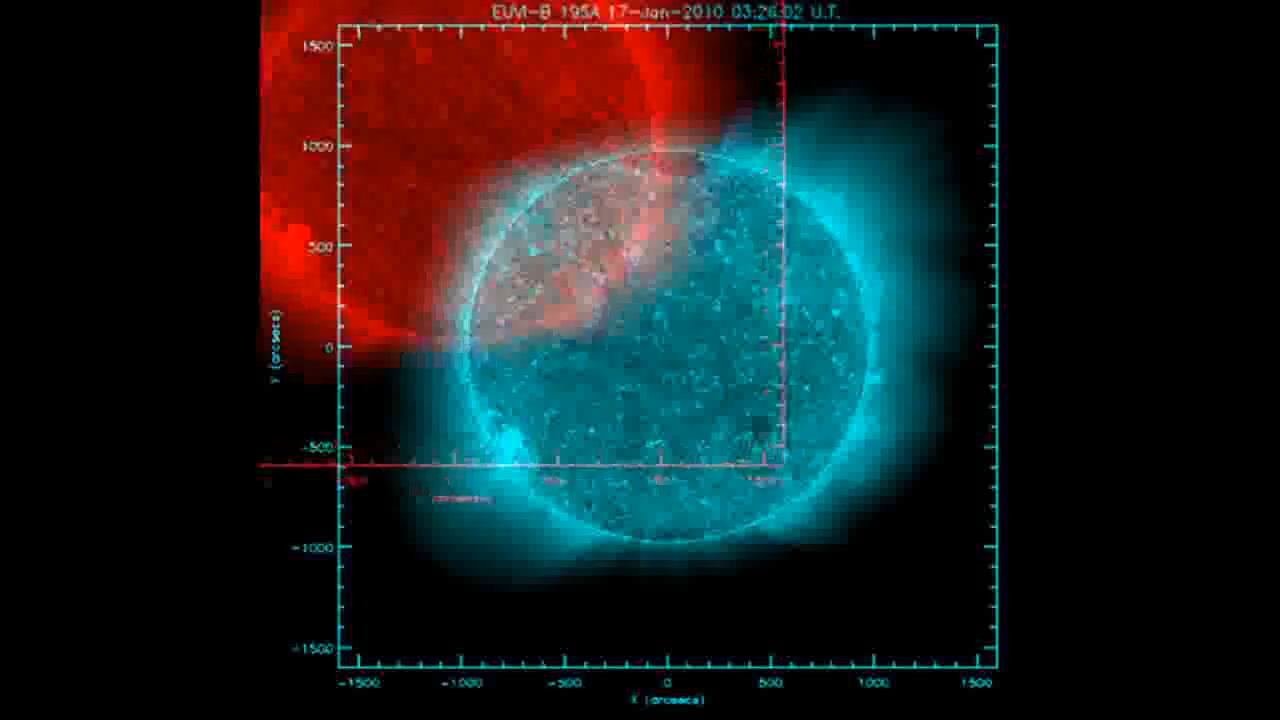 EUVI-B 195A 17-Jan-2010 03:26:02 U.T.
1500
1000
500
0
-500
-1000
-1500
Y (arcsecs)
-1500 -1000 -500 0 500 1000 1500
X (arcsecs)